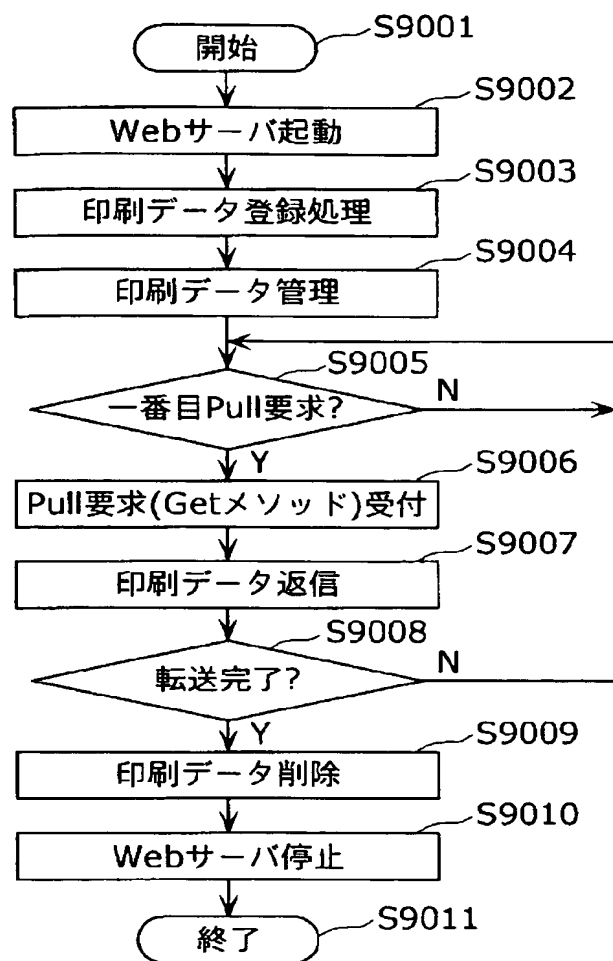 開始
S9001
S9002
Webサーバ起動
S9003
印刷データ登録処理
S9004
印刷データ管理
S9005
一番目Pull要求?
N
Y
S9006
Pull要求(Getメソッド)受付
S9007
印刷データ返信
S9008
転送完了?
N
Y
S9009
印刷データ削除
S9010
Webサーバ停止
S9011
終了